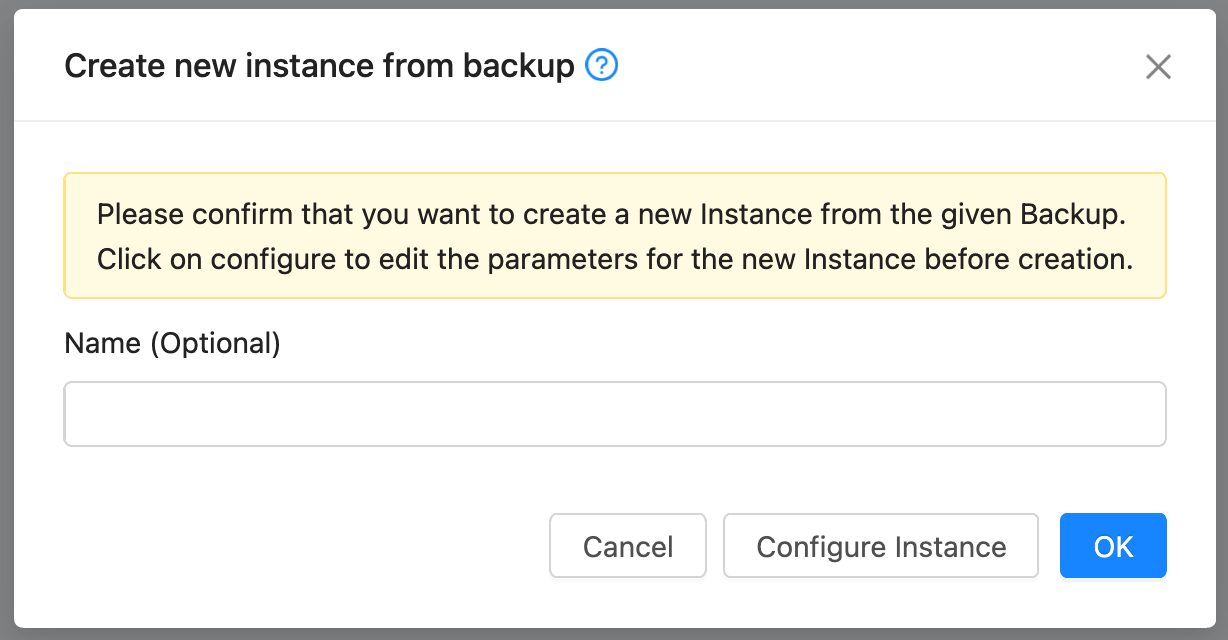 Create new instance from backup ?
Please confirm that you want to create a new Instance from the given Backup.
Click on configure to edit the parameters for the new Instance before creation.
Name (Optional)
Cancel Configure Instance OK